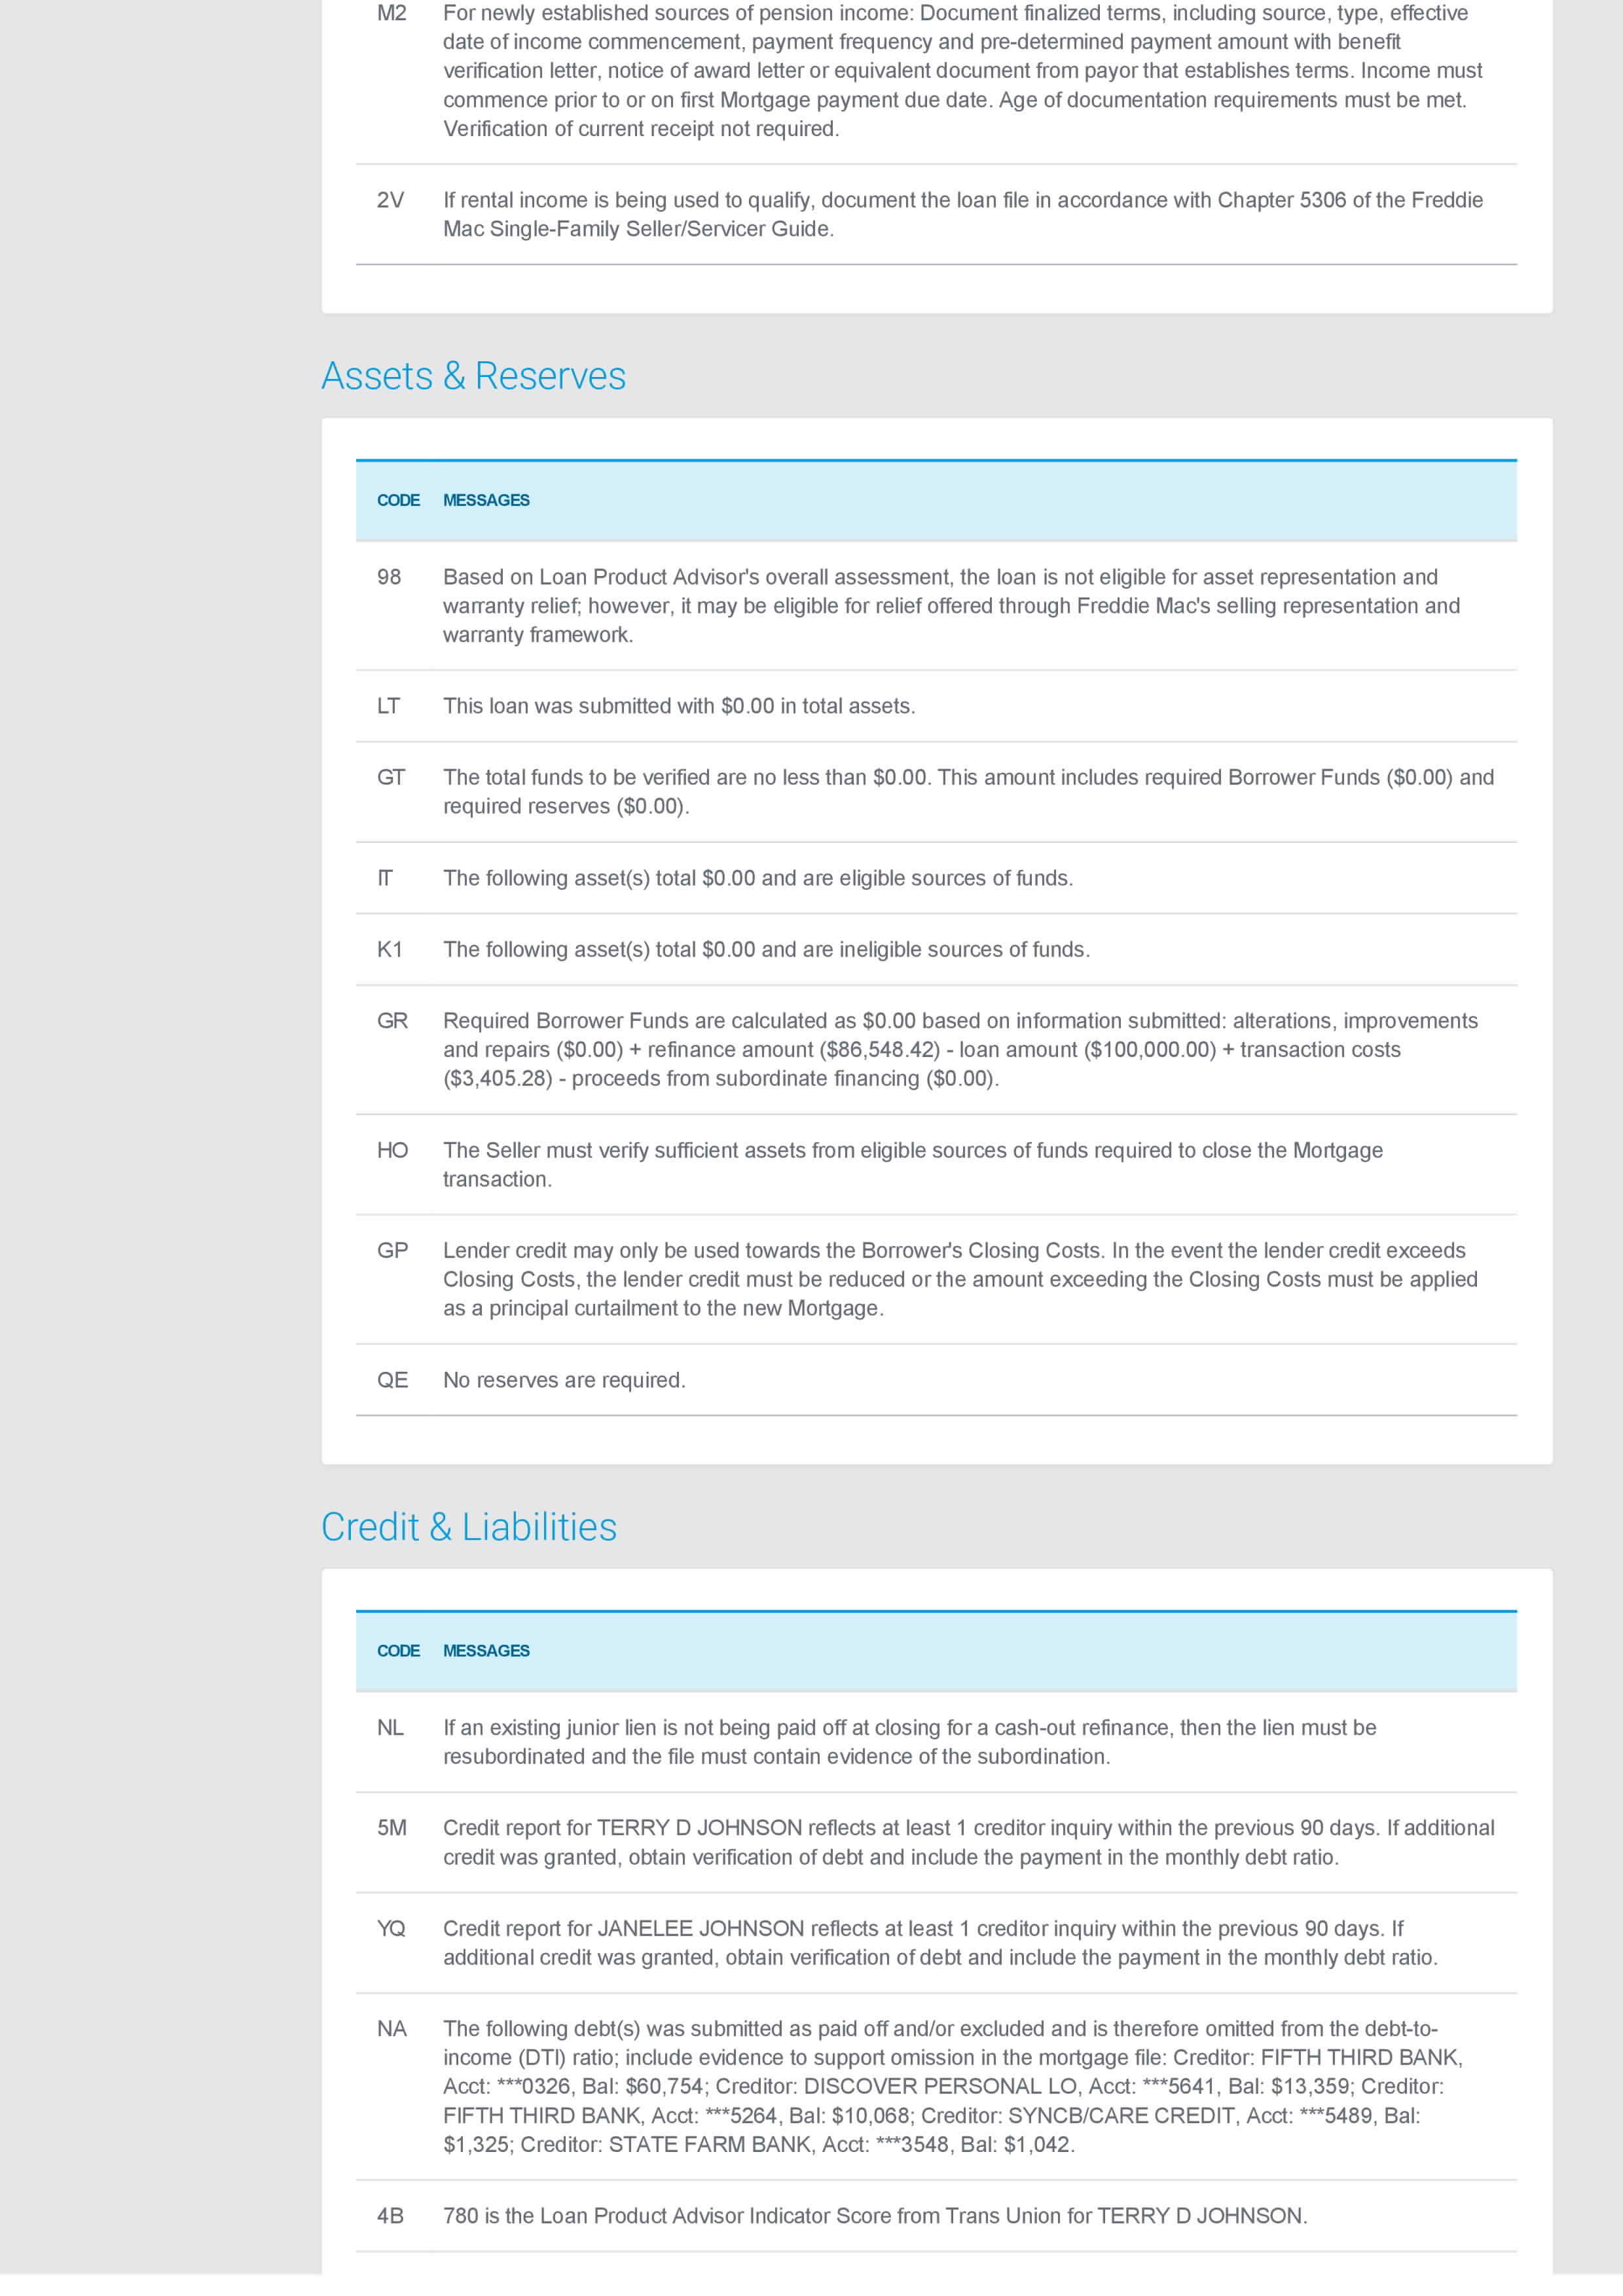 M2 For newly established sources of pension income: Document finalized terms, including source, type, effective
date of income commencement, payment frequency and pre-determined payment amount with benefit
verification letter, notice of award letter or equivalent document from payor that establishes terms. Income must
commence prior to or on first Mortgage payment due date. Age of documentation requirements must be met.
Verification of current receipt not required.
2V If rental income is being used to qualify, document the loan file in accordance with Chapter 5306 of the Freddie
Mac Single-Family Seller/Servicer Guide.
Assets & Reserves
CODE MESSAGES
98 Based on Loan Product Advisor's overall assessment, the loan is not eligible for asset representation and
warranty relief; however, it may be eligible for relief offered through Freddie Mac's selling representation and
warranty framework.
LT This loan was submitted with $0.00 in total assets.
GT The total funds to be verified are no less than $0.00. This amount includes required Borrower Funds ($0.00) and
required reserves ($0.00).
IT The following asset(s) total $0.00 and are eligible sources of funds.
K1 The following asset(s) total $0.00 and are ineligible sources of funds.
GR Required Borrower Funds are calculated as $0.00 based on information submitted: alterations, improvements
and repairs ($0.00) + refinance amount ($86,548.42) - loan amount ($100,000.00) + transaction costs
($3,405.28) - proceeds from subordinate financing ($0.00).
HO The Seller must verify sufficient assets from eligible sources of funds required to close the Mortgage
transaction.
GP Lender credit may only be used towards the Borrower's Closing Costs. In the event the lender credit exceeds
Closing Costs, the lender credit must be reduced or the amount exceeding the Closing Costs must be applied
as a principal curtailment to the new Mortgage.
QE No reserves are required.
Credit & Liabilities
CODE MESSAGES
NL If an existing junior lien is not being paid off at closing for a cash-out refinance, then the lien must be
resubordinated and the file must contain evidence of the subordination.
5M Credit report for TERRY D JOHNSON reflects at least 1 creditor inquiry within the previous 90 days. If additional
credit was granted, obtain verification of debt and include the payment in the monthly debt ratio.
YQ Credit report for JANELEE JOHNSON reflects at least 1 creditor inquiry within the previous 90 days. If
additional credit was granted, obtain verification of debt and include the payment in the monthly debt ratio.
NA The following debt(s) was submitted as paid off and/or excluded and is therefore omitted from the debt-to-
income (DTI) ratio; include evidence to support omission in the mortgage file: Creditor: FIFTH THIRD BANK,
Acct: ***0326, Bal: $60,754; Creditor: DISCOVER PERSONAL LO, Acct: ***5641, Bal: $13,359; Creditor:
FIFTH THIRD BANK, Acct: ***5264, Bal: $10,068; Creditor: SYNCB/CARE CREDIT, Acct: ***5489, Bal:
$1,325; Creditor: STATE FARM BANK, Acct: ***3548, Bal: $1,042.
4B 780 is the Loan Product Advisor Indicator Score from Trans Union for TERRY D JOHNSON.